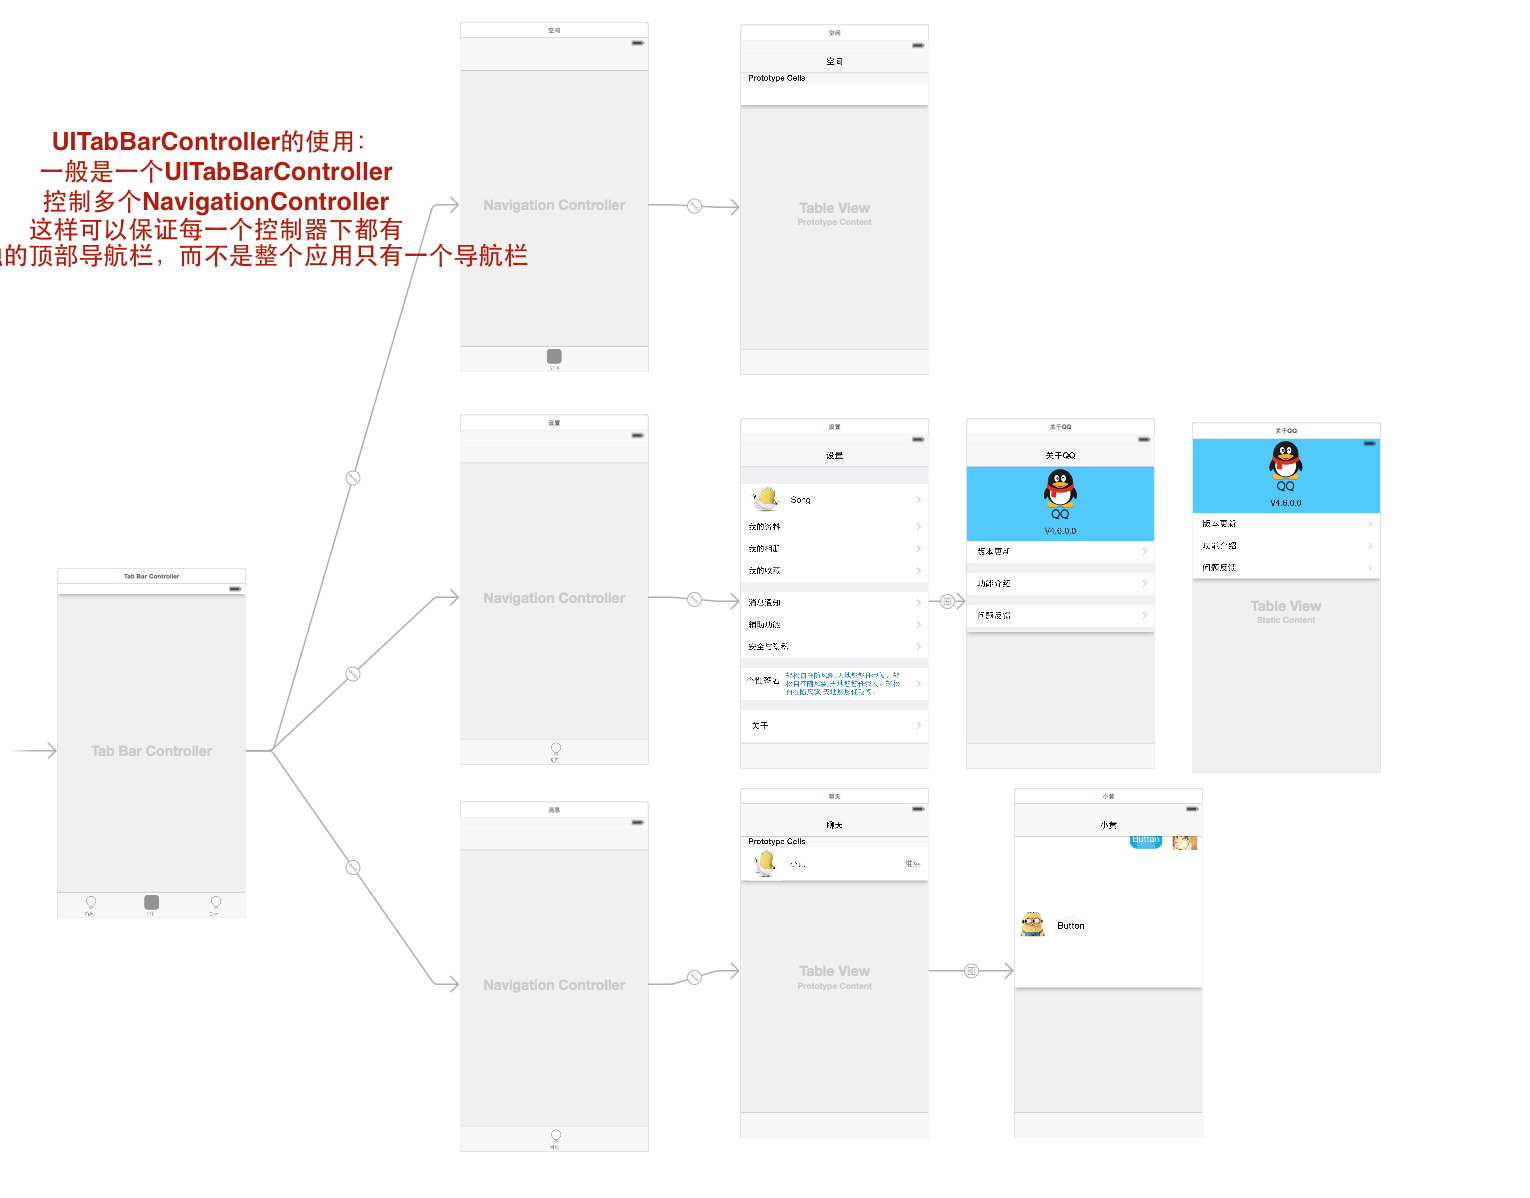 UITabBarController的使用：
一般是一个UITabBarController
控制多个NavigationController
这样可以保证每一个控制器下都有
的顶部导航栏，而不是整个应用只有一个导航栏
空间
Navigation Controller
空间
空间
Prototype Cells
Table View
Prototype Content
设置
Navigation Controller
设置
设置
Song
我的资料
我的相册
我的收藏
消息通知
辅助功能
安全与隐私
个性签名
关于
关于QQ
关于QQ
QQ
V4.6.0.0
版本更新
功能介绍
问题反馈
关于QQ
QQ
V4.6.0.0
版本更新
功能介绍
问题反馈
Table View
Static Content
Tab Bar Controller
Tab Bar Controller
消息
Navigation Controller
聊天
聊天
Prototype Cells
Table View
Prototype Content
小黄
小黄
Button
Button